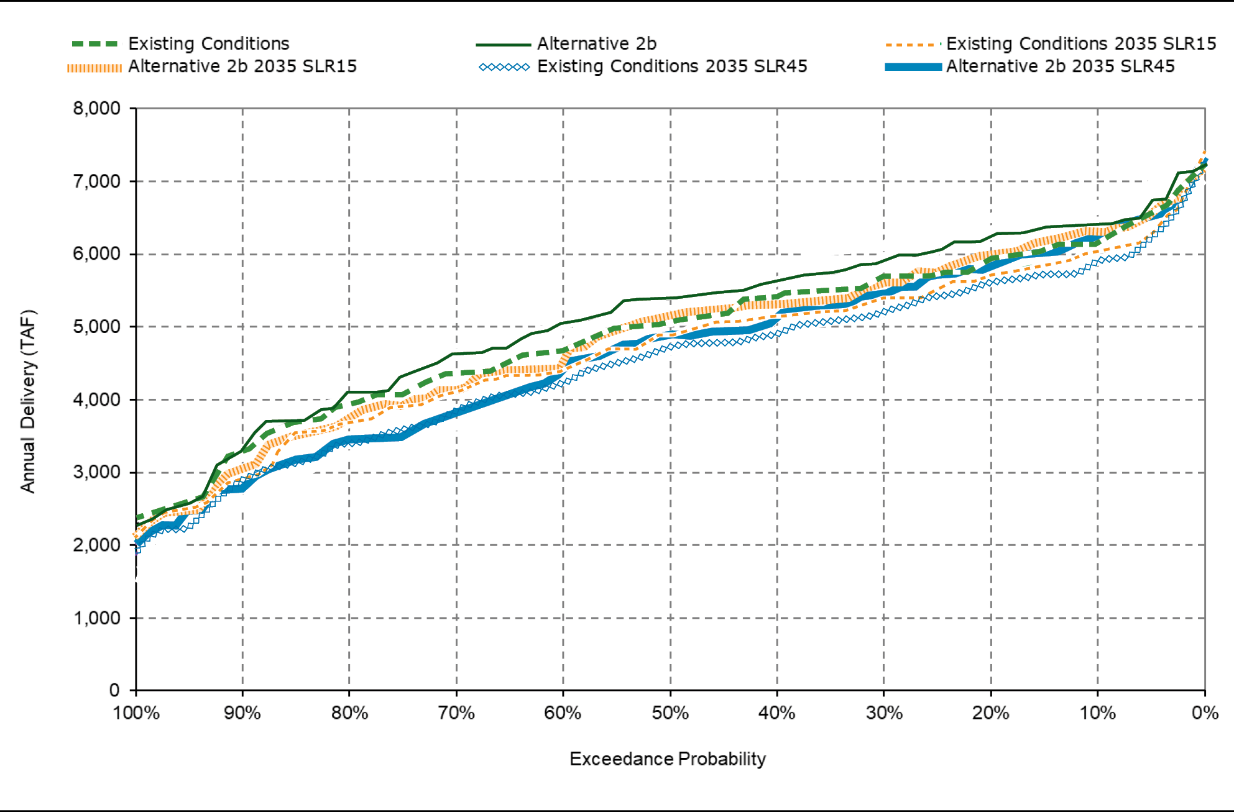 Existing Conditions Alternative 2b Existing Conditions 2035 SLR15
Alternative 2b 2035 SLR15 Existing Conditions 2035 SLR45 Alternative 2b 2035 SLR45
8,000
7,000
6,000
5,000
4,000
3,000
2,000
1,000
0
Annual Delivery (TAF)
100% 90% 80% 70% 60% 50% 40% 30% 20% 10% 0%
Exceedance Probability